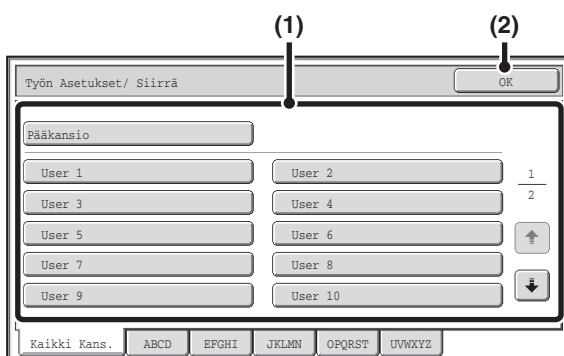 (1) (2)
Työn Asetukset/ Siirrä OK
Pääkansio
User 1 User 2
User 3 User 4
User 5 User 6
User 7 User 8
User 9 User 10
1
2
Kaikki Kans. ABCD EFGHI JKLMN OPQRST UVWXYZ